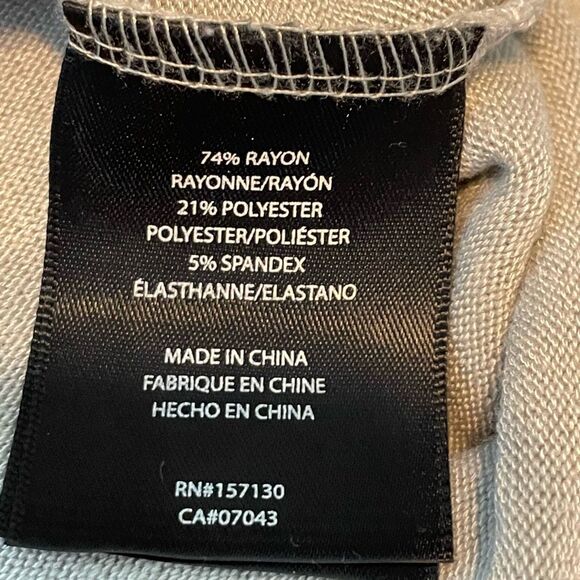 74% RAYON
RAYONNE/RAYÓN
21% POLYESTER
POLYESTER/POLIÉSTER
5% SPANDEX
ÉLASTHANNE/ELASTANO
MADE IN CHINA
FABRIQUE EN CHINE
HECHO EN CHINA
RN#157130
CA#07043